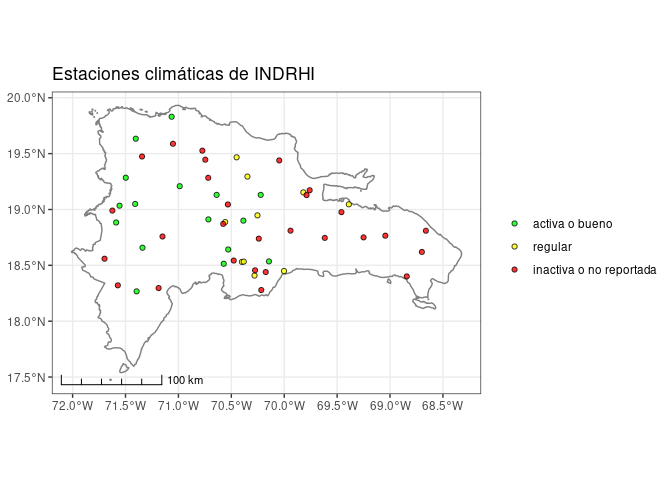 Estaciones climáticas de INDRHI
20.0°N
19.5°N
19.0°N
18.5°N
18.0°N
17.5°N
100 km
72.0°W 71.5°W 71.0°W 70.5°W 70.0°W 69.5°W 69.0°W 68.5°W
activa o bueno
regular
inactiva o no reportada